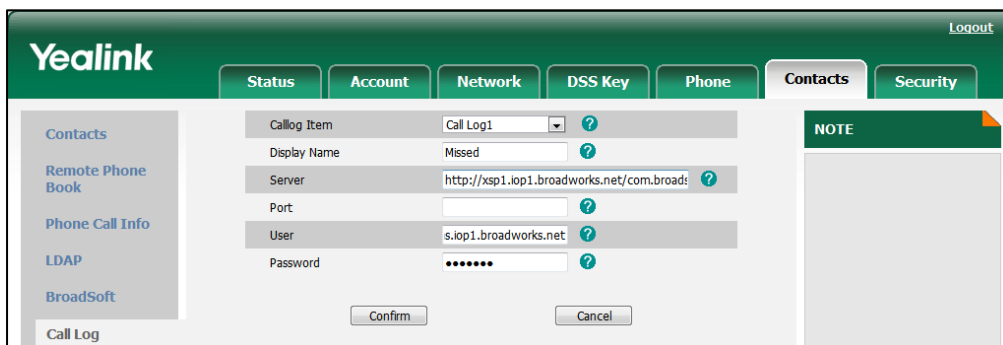 Logout
Yealink
Status Account Network DSS Key Phone Contacts Security
Contacts
Remote Phone
Book
Phone Call Info
LDAP
BroadSoft
Call Log
Calllog Item Call Log1 ?
Display Name Missed ?
Server http://xsp1.iop1.broadworks.net/com.broads ?
Port ?
User s.iop1.broadworks.net ?
Password ••••••• ?
Confirm Cancel
NOTE